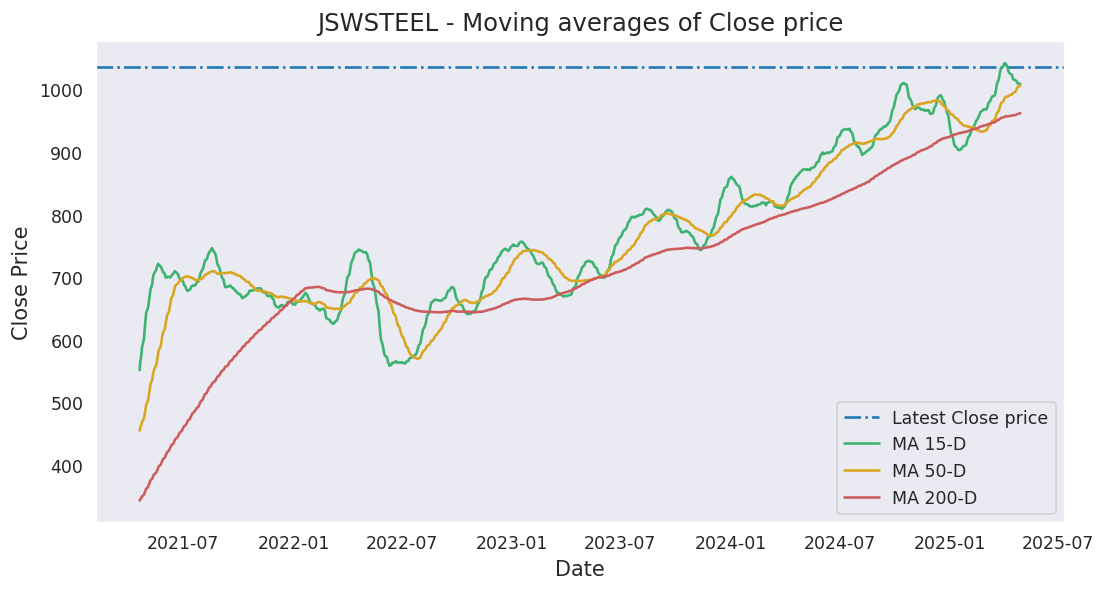 JSWSTEEL - Moving averages of Close price
Close Price
1000
900
800
700
600
500
400
Latest Close price
MA 15-D
MA 50-D
MA 200-D
2021-07 2022-01 2022-07 2023-01 2023-07 2024-01 2024-07 2025-01 2025-07
Date